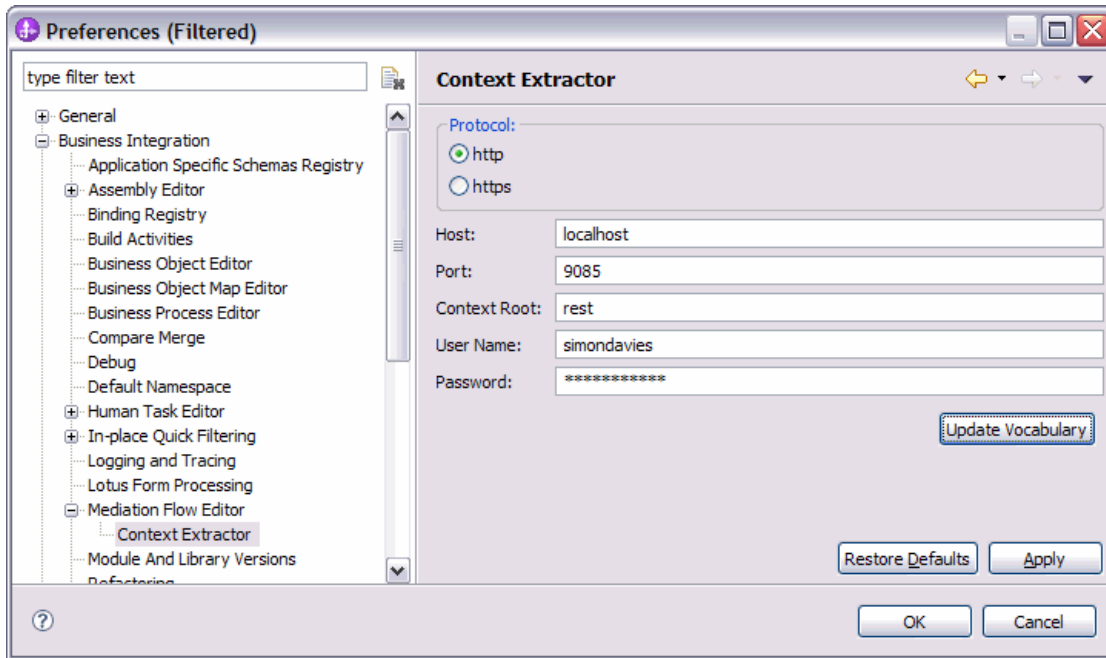 Preferences (Filtered)
type filter text
General
Business Integration
Application Specific Schemas Registry
Assembly Editor
Binding Registry
Build Activities
Business Object Editor
Business Object Map Editor
Business Process Editor
Compare Merge
Debug
Default Namespace
Human Task Editor
In-place Quick Filtering
Logging and Tracing
Lotus Form Processing
Mediation Flow Editor
Context Extractor
Module And Library Versions
Refactoring
Context Extractor
Protocol:
http
https
Host: localhost
Port: 9085
Context Root: rest
User Name: simondavies
Password: ***********
Update Vocabulary
Restore Defaults Apply
? OK Cancel